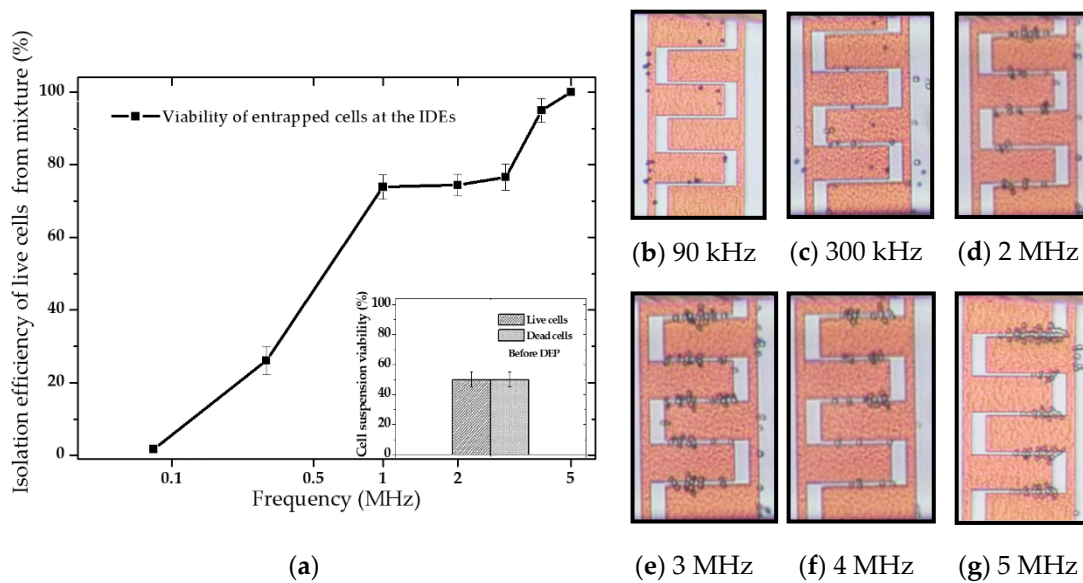 Isolation efficiency of live cells from mixture (%)
100
80
60
40
20
0
Viability of entrapped cells at the IDEs
0.1
0.5
1
2
5
Frequency (MHz)
Cell suspension viability (%)
100
80
60
40
20
0
Live cells
Dead cells
Before DEP
(a)
(b) 90 kHz
(c) 300 kHz
(d) 2 MHz
(e) 3 MHz
(f) 4 MHz
(g) 5 MHz